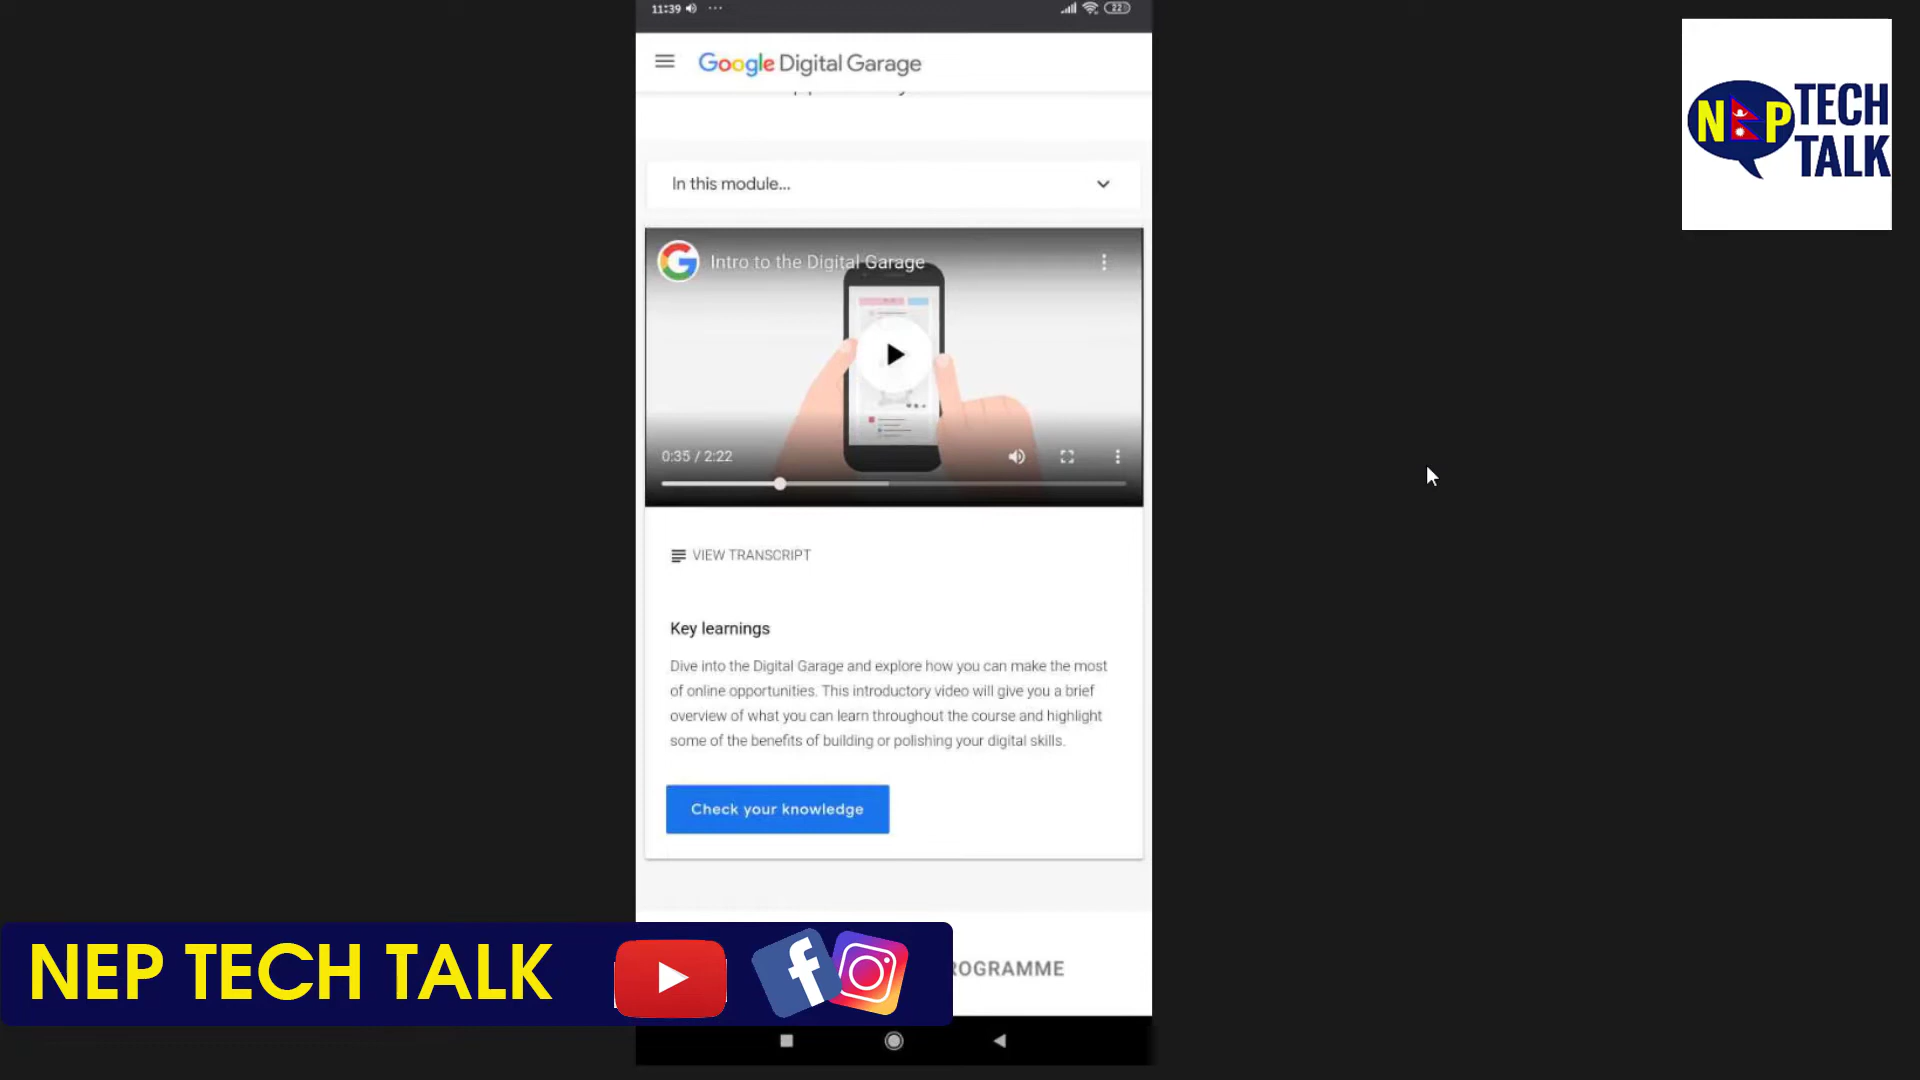 11:39
22
Google Digital Garage
In this module...
Intro to the Digital Garage
0:35 / 2:22
VIEW TRANSCRIPT
Key learnings
Dive into the Digital Garage and explore how you can make the most
of online opportunities. This introductory video will give you a brief
overview of what you can learn throughout the course and highlight
some of the benefits of building or polishing your digital skills.
Check your knowledge
ROGRAMME
NEP TECH TALK
NEP TECH
TALK